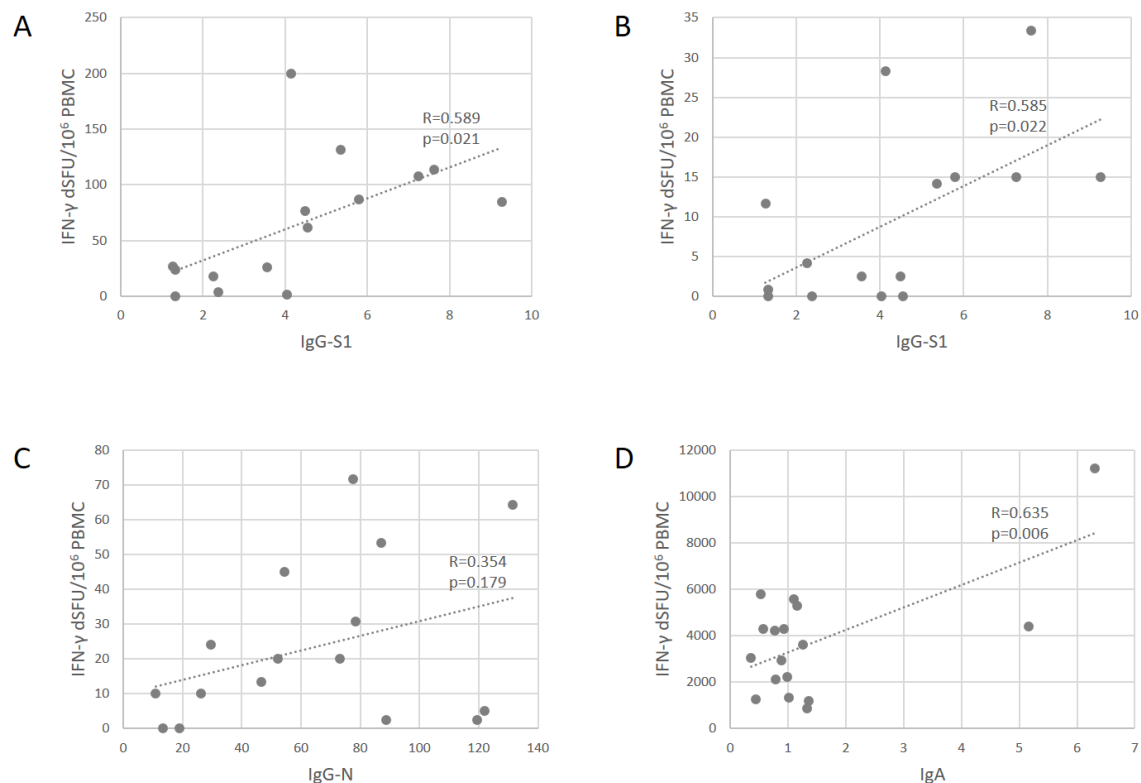 A
IFN-γ dSFU/10⁶ PBMC
250
200
150
100
50
0
R=0.589
p=0.021
0 2 4 6 8 10
IgG-S1
B
IFN-γ dSFU/10⁶ PBMC
35
30
25
20
15
10
5
0
R=0.585
p=0.022
0 2 4 6 8 10
IgG-S1
C
IFN-γ dSFU/10⁶ PBMC
80
70
60
50
40
30
20
10
0
R=0.354
p=0.179
0 20 40 60 80 100 120 140
IgG-N
D
IFN-γ dSFU/10⁶ PBMC
12000
10000
8000
6000
4000
2000
0
R=0.635
p=0.006
0 1 2 3 4 5 6 7
IgA